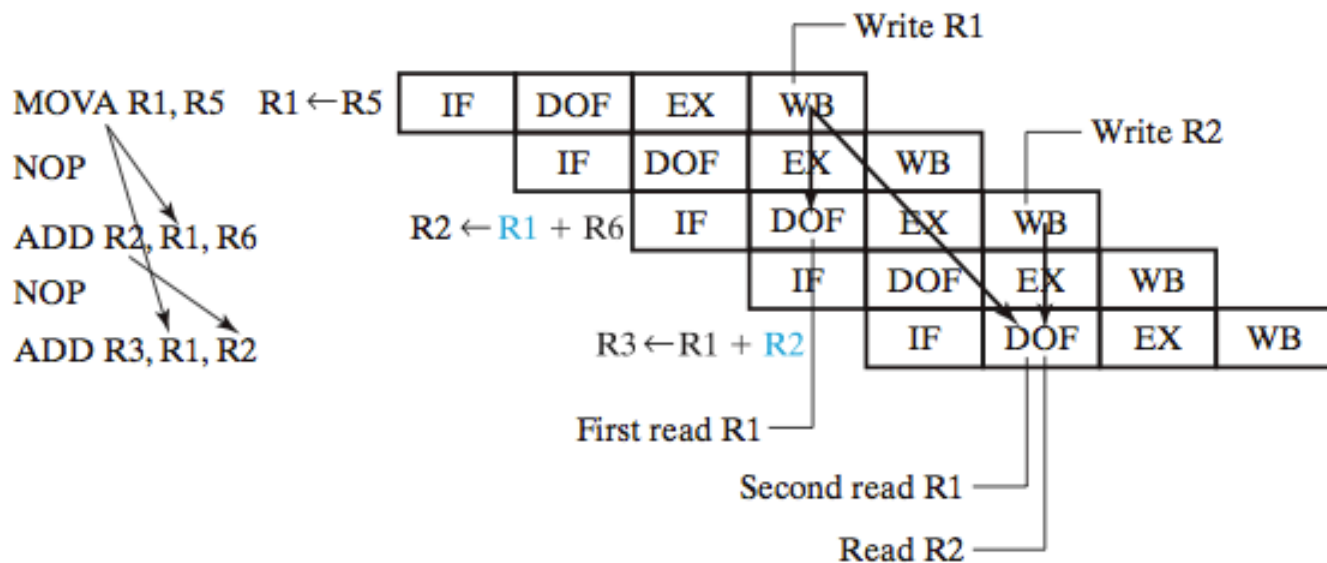 Write R1
MOVA R1, R5 R1 ← R5 IF DOF EX WB
Write R2
NOP IF DOF EX WB
ADD R2, R1, R6 R2 ← R1 + R6 IF DOF EX WB
NOP IF DOF EX WB
ADD R3, R1, R2 R3 ← R1 + R2 IF DOF EX WB
First read R1
Second read R1
Read R2